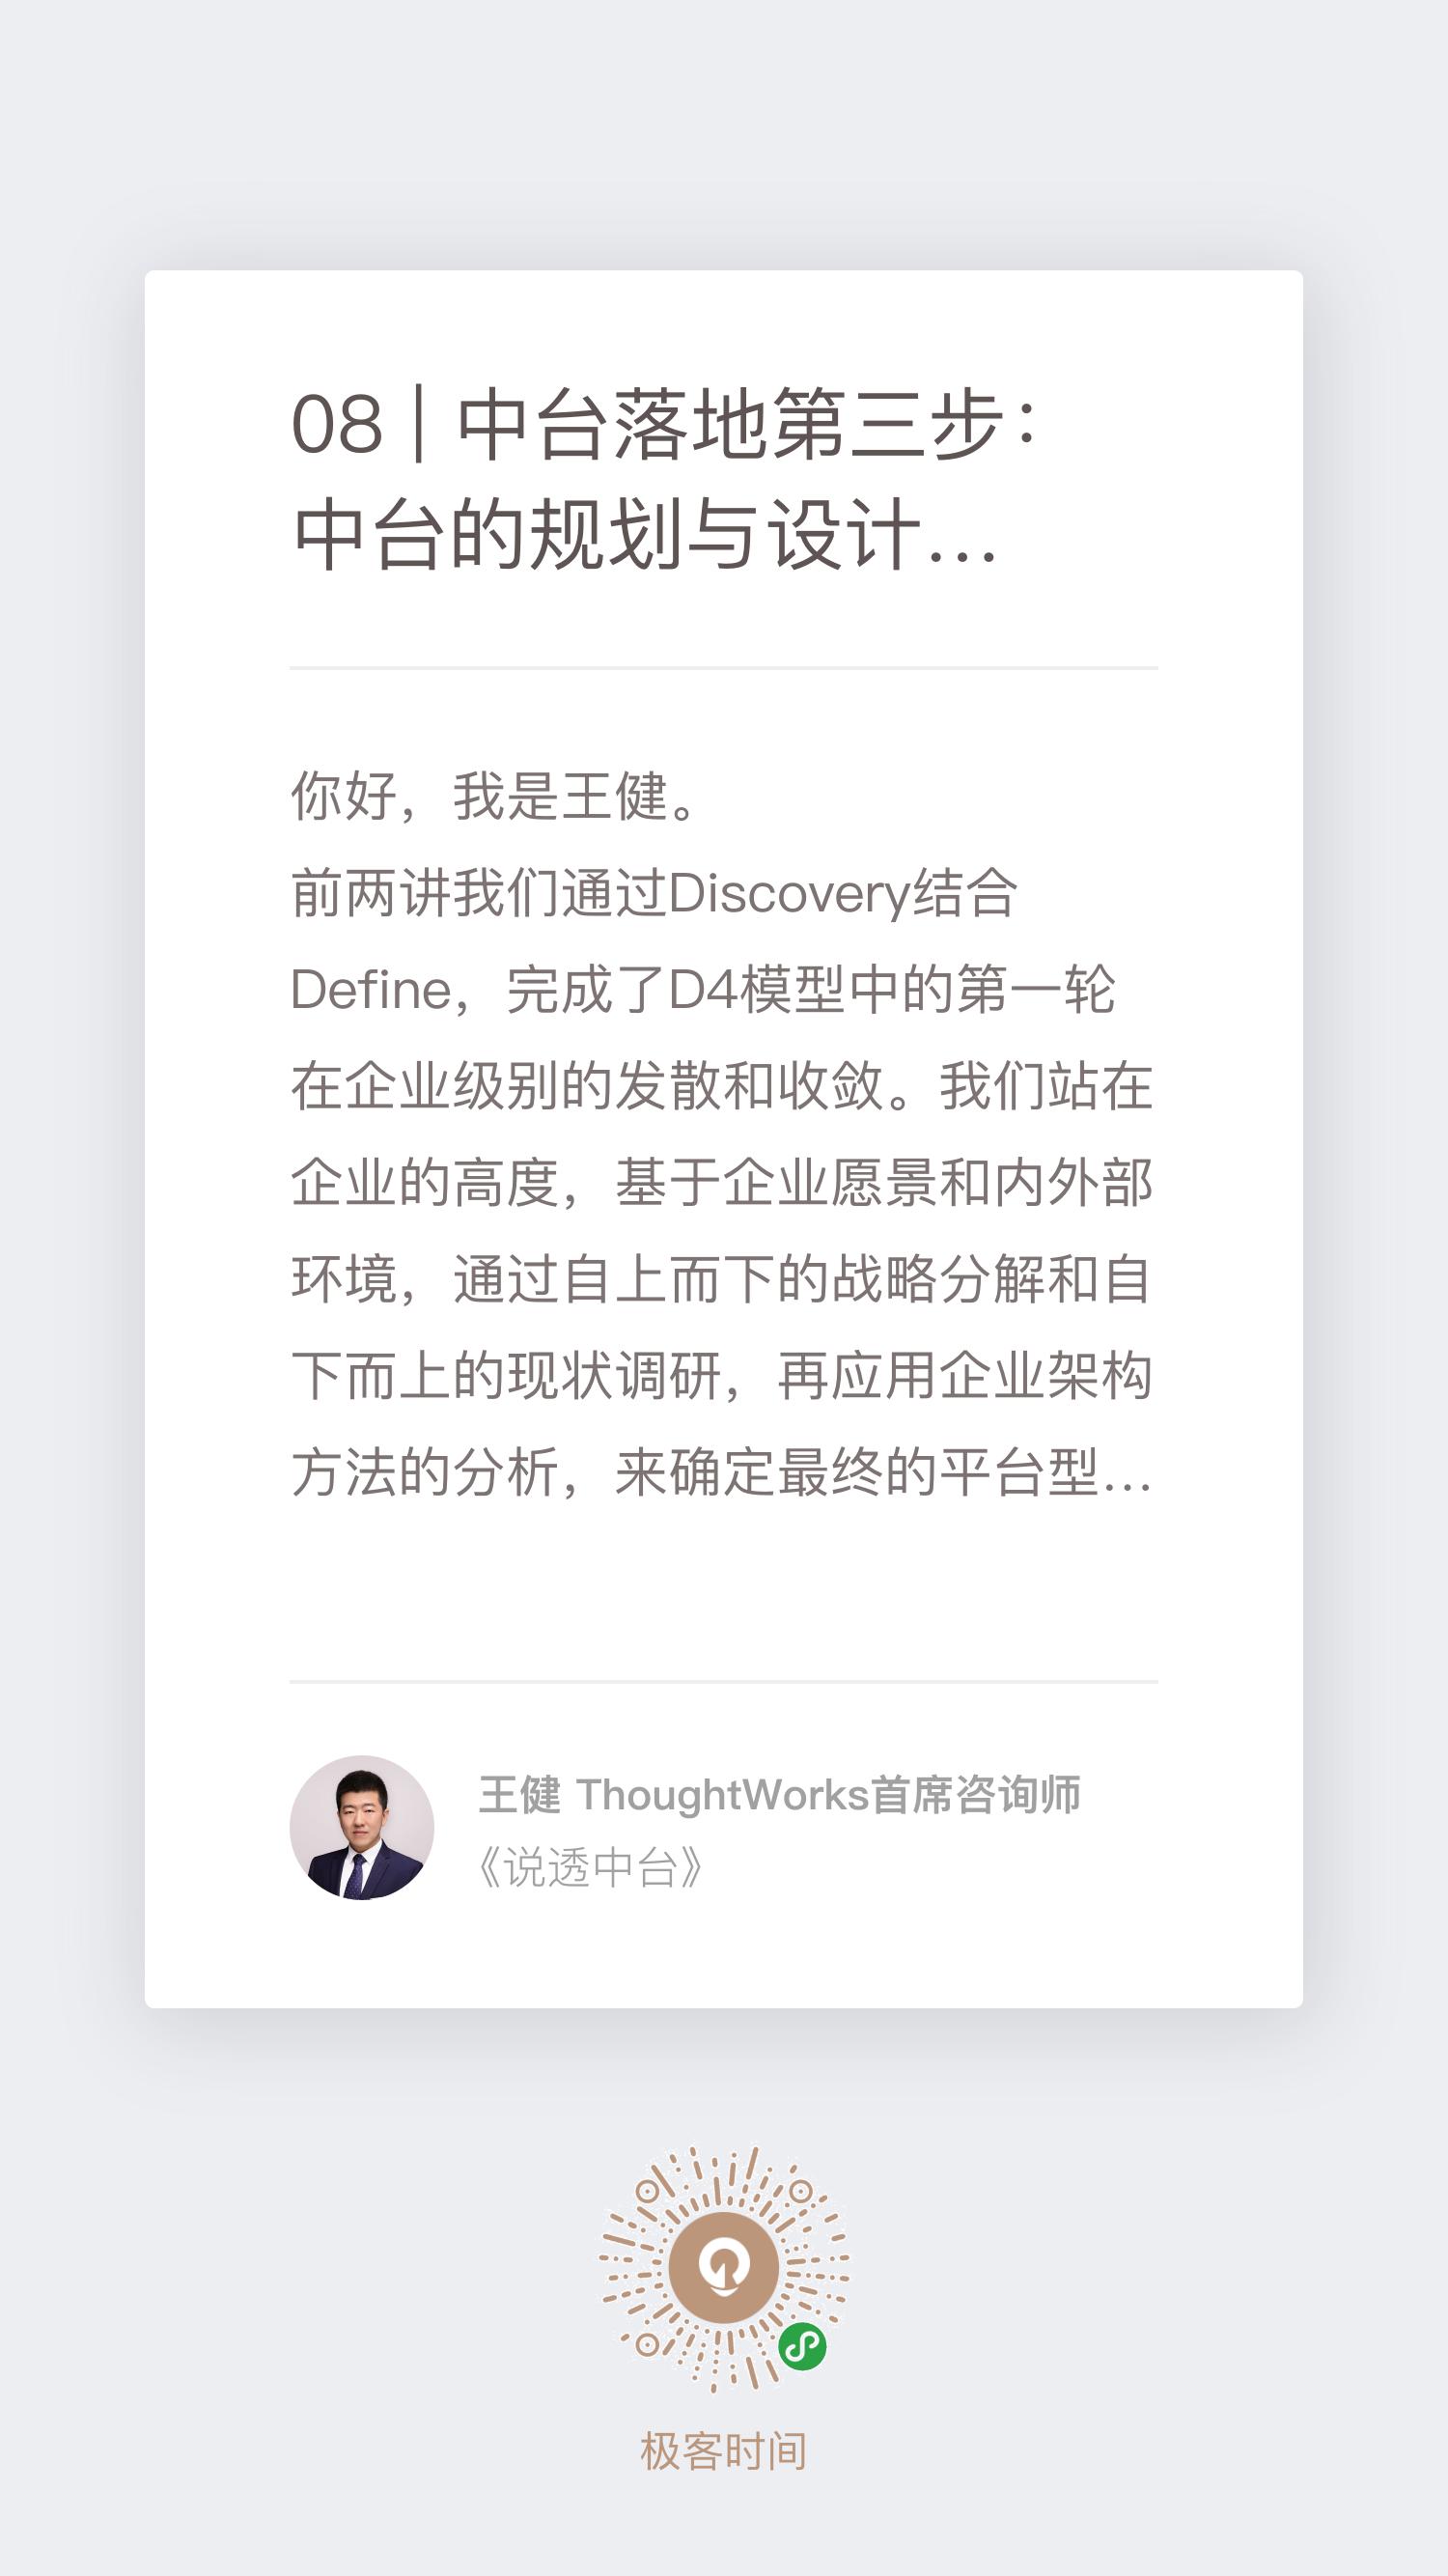 08 | 中台落地第三步：
中台的规划与设计...
你好，我是王健。
前两讲我们通过Discovery结合
Define，完成了D4模型中的第一轮
在企业级别的发散和收敛。我们站在
企业的高度，基于企业愿景和内外部
环境，通过自上而下的战略分解和自
下而上的现状调研，再应用企业架构
方法的分析，来确定最终的平台型...
王健 ThoughtWorks首席咨询师
《说透中台》
极客时间